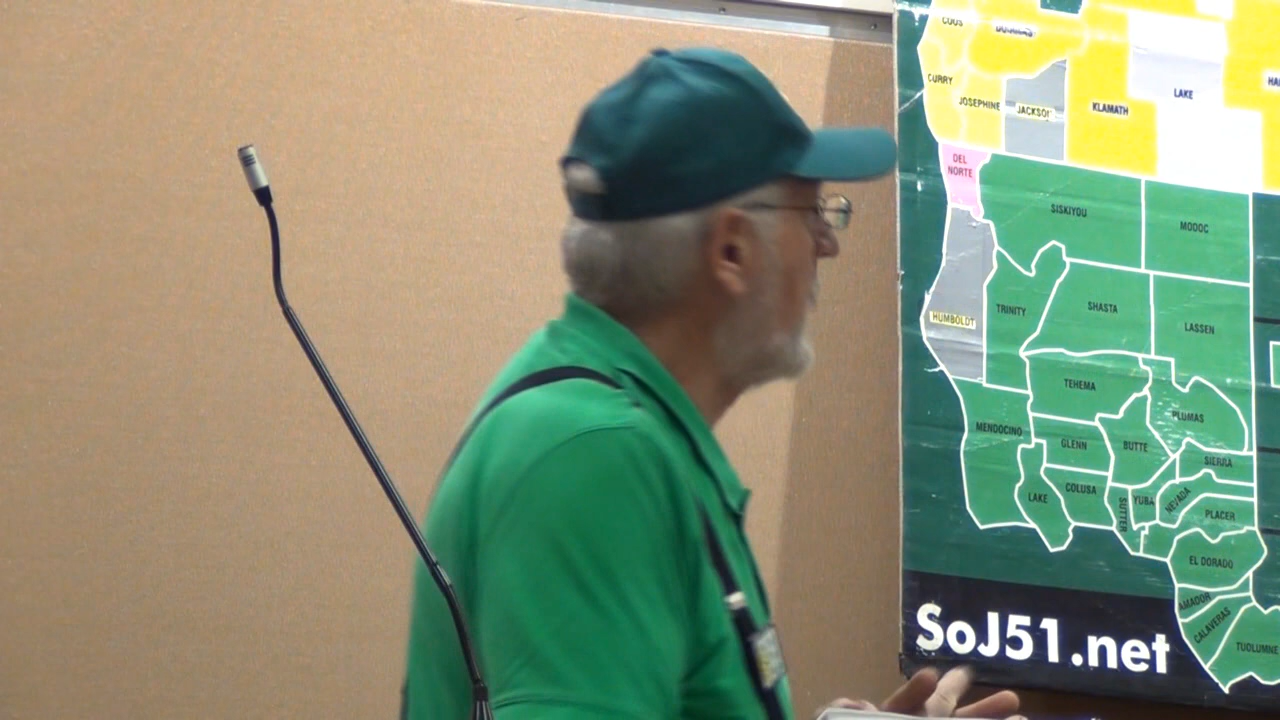 COOS
DOUGLAS
CURRY
JOSEPHINE
JACKSON
KLAMATH
LAKE
DEL
NORTE
SISKIYOU
MODOC
HUMBOLDT
TRINITY
SHASTA
LASSEN
TEHEMA
PLUMAS
MENDOCINO
GLENN
BUTTE
SIERRA
LAKE
COLUSA
SUTTER
YUBA
NEVADA
PLACER
EL DORADO
AMADOR
CALAVERAS
TUOLUMNE
SoJ51.net